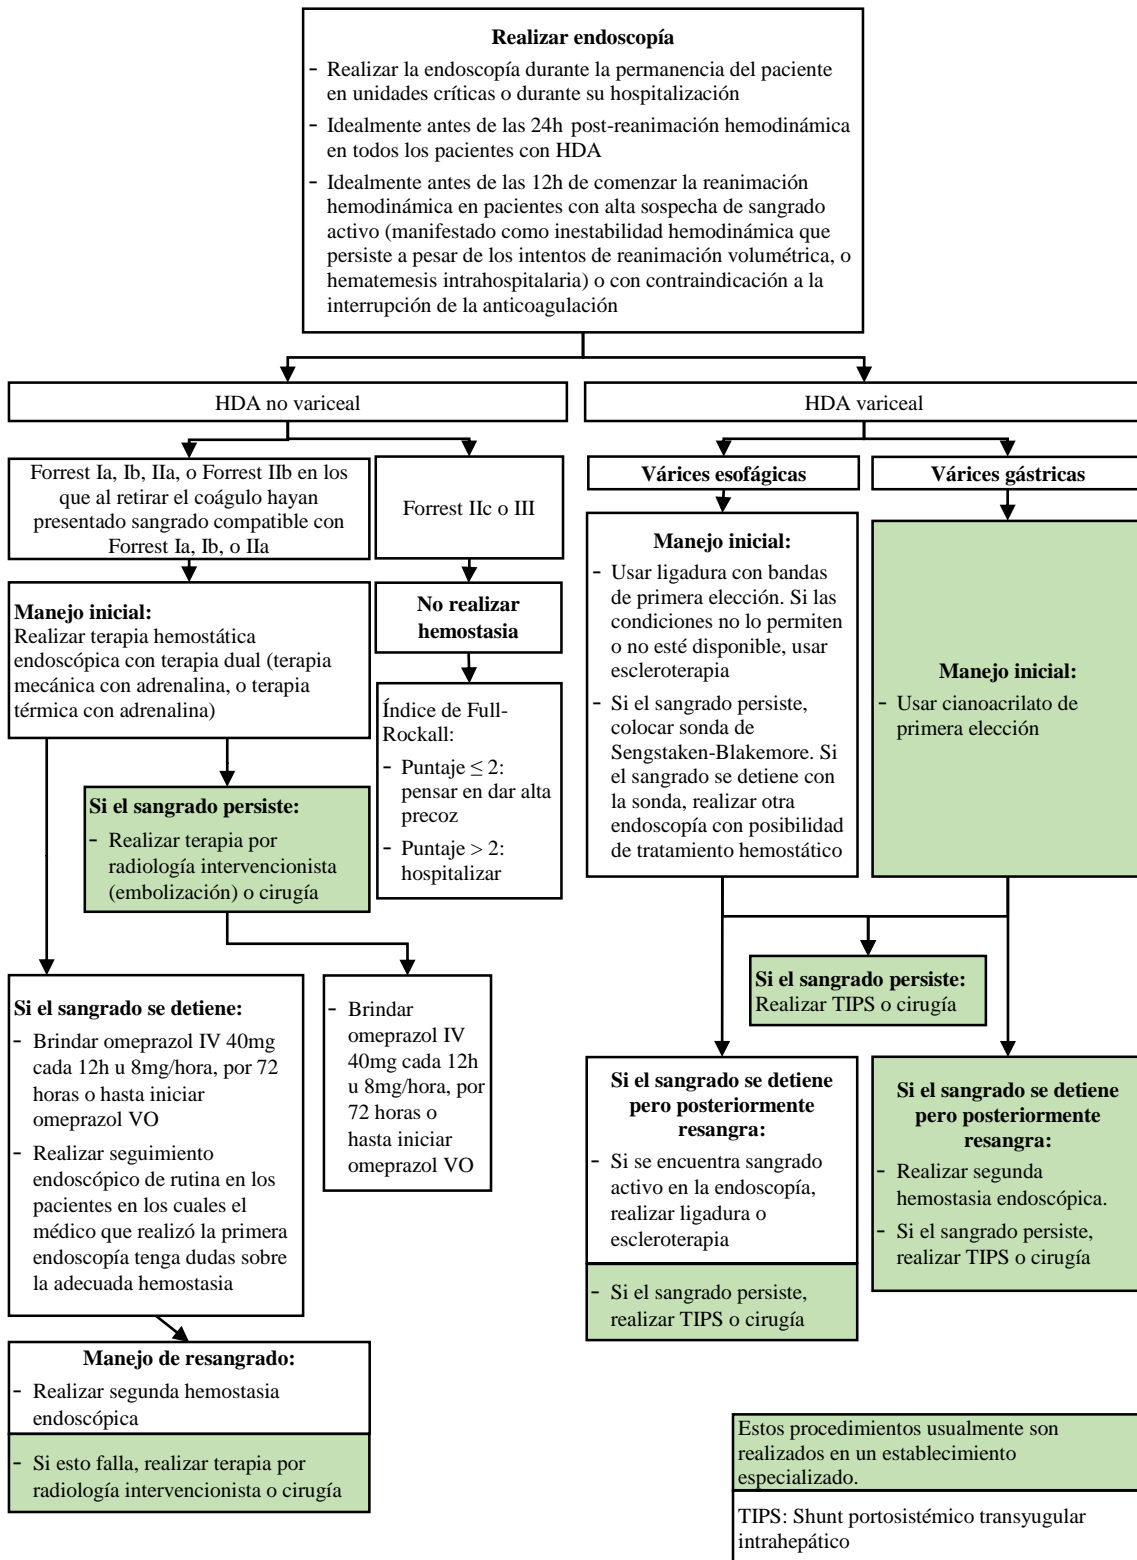 Realizar endoscopía
- Realizar la endoscopía durante la permanencia del paciente
en unidades críticas o durante su hospitalización
- Idealmente antes de las 24h post-reanimación hemodinámica
en todos los pacientes con HDA
- Idealmente antes de las 12h de comenzar la reanimación
hemodinámica en pacientes con alta sospecha de sangrado
activo (manifestado como inestabilidad hemodinámica que
persiste a pesar de los intentos de reanimación volumétrica, o
hematemesis intrahospitalaria) o con contraindicación a la
interrupción de la anticoagulación
HDA no variceal
Forrest Ia, Ib, IIa, o Forrest IIb en los
que al retirar el coágulo hayan
presentado sangrado compatible con
Forrest Ia, Ib, o IIa
Manejo inicial:
Realizar terapia hemostática
endoscópica con terapia dual (terapia
mecánica con adrenalina, o terapia
térmica con adrenalina)
Si el sangrado persiste:
- Realizar terapia por
radiología intervencionista
(embolización) o cirugía
- Brindar
omeprazol IV
40mg cada 12h
u 8mg/hora, por
72 horas o
hasta iniciar
omeprazol VO
Si el sangrado se detiene:
- Brindar omeprazol IV 40mg
cada 12h u 8mg/hora, por 72
horas o hasta iniciar
omeprazol VO
- Realizar seguimiento
endoscópico de rutina en los
pacientes en los cuales el
médico que realizó la primera
endoscopía tenga dudas sobre
la adecuada hemostasia
Manejo de resangrado:
- Realizar segunda hemostasia
endoscópica
- Si esto falla, realizar terapia por
radiología intervencionista o cirugía
Forrest IIc o III
No realizar
hemostasia
Índice de Full-
Rockall:
- Puntaje ≤ 2:
pensar en dar alta
precoz
- Puntaje > 2:
hospitalizar
HDA variceal
Várices esofágicas
Manejo inicial:
- Usar ligadura con bandas
de primera elección. Si las
condiciones no lo permiten
o no esté disponible, usar
escleroterapia
- Si el sangrado persiste,
colocar sonda de
Sengstaken-Blakemore. Si
el sangrado se detiene con
la sonda, realizar otra
endoscopía con posibilidad
de tratamiento hemostático
Várices gástricas
Manejo inicial:
- Usar cianoacrilato de
primera elección
Si el sangrado persiste:
Realizar TIPS o cirugía
Si el sangrado se detiene
pero posteriormente
resangra:
- Si se encuentra sangrado
activo en la endoscopía,
realizar ligadura o
escleroterapia
- Si el sangrado persiste,
realizar TIPS o cirugía
Si el sangrado se detiene
pero posteriormente
resangra:
- Realizar segunda
hemostasia endoscópica.
- Si el sangrado persiste,
realizar TIPS o cirugía
Estos procedimientos usualmente son
realizados en un establecimiento
especializado.
TIPS: Shunt portosistémico transyugular
intrahepático